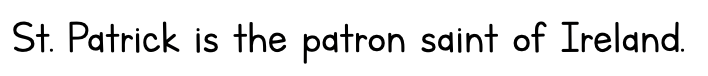 St. Patrick is the patron saint of Ireland.